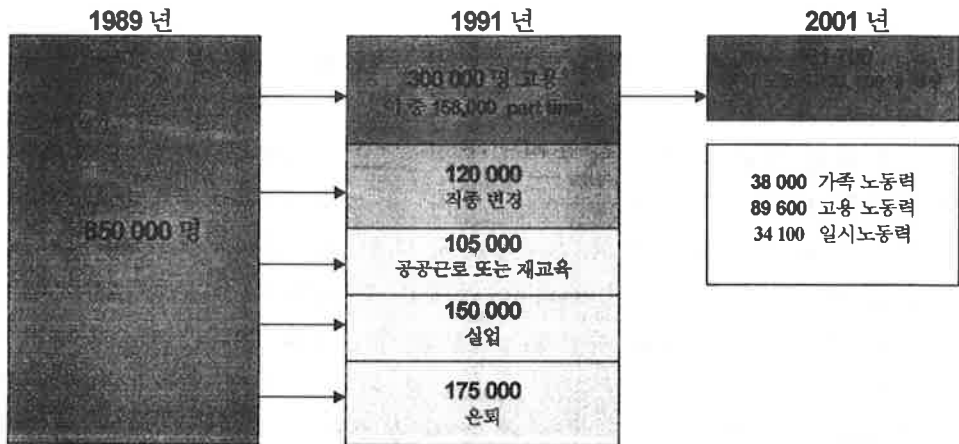 1989 년
1991 년
2001 년
850 000 명
300 000 명 고용
이중 158,000 part time
120 000
직종 변경
105 000
공공근로 또는 재교육
150 000
실업
175 000
은퇴
38 000 가족 노동력
89 600 고용 노동력
34 100 일시노동력